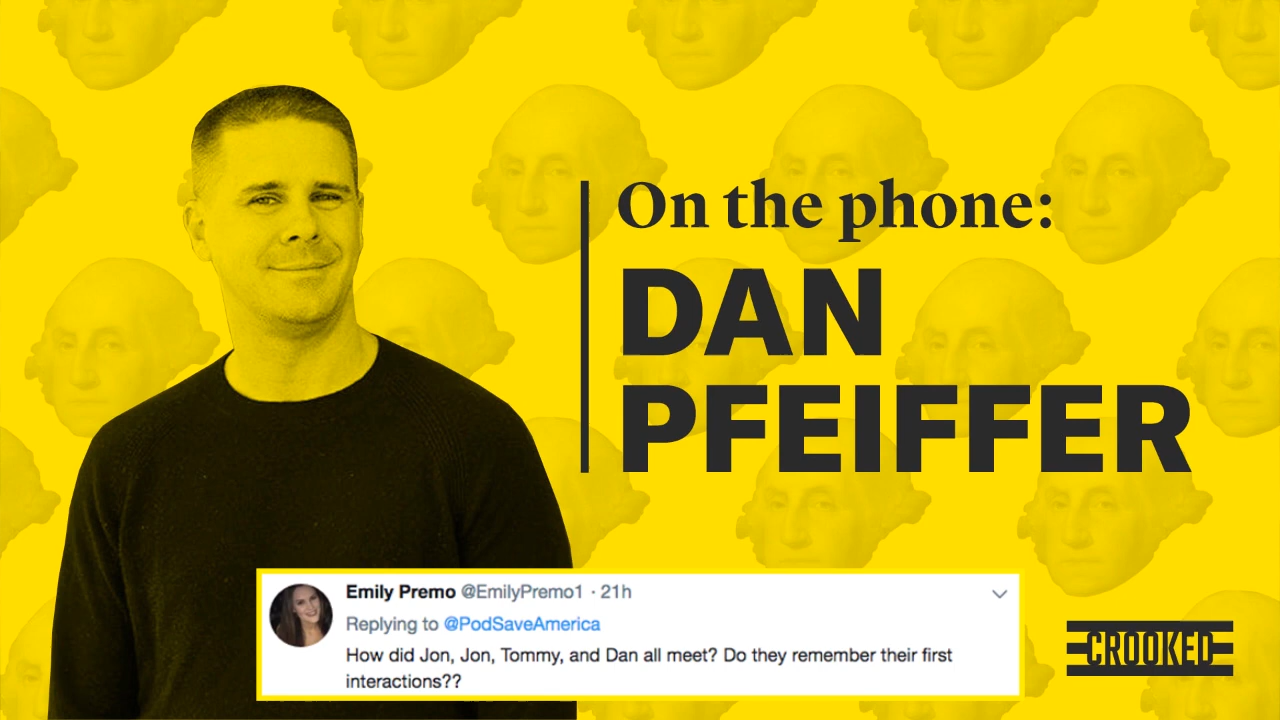 On the phone:
DAN
PFEIFFER
Emily Premo @EmilyPremo1 · 21h
Replying to @PodSaveAmerica
How did Jon, Jon, Tommy, and Dan all meet? Do they remember their first
interactions??
CROOKED